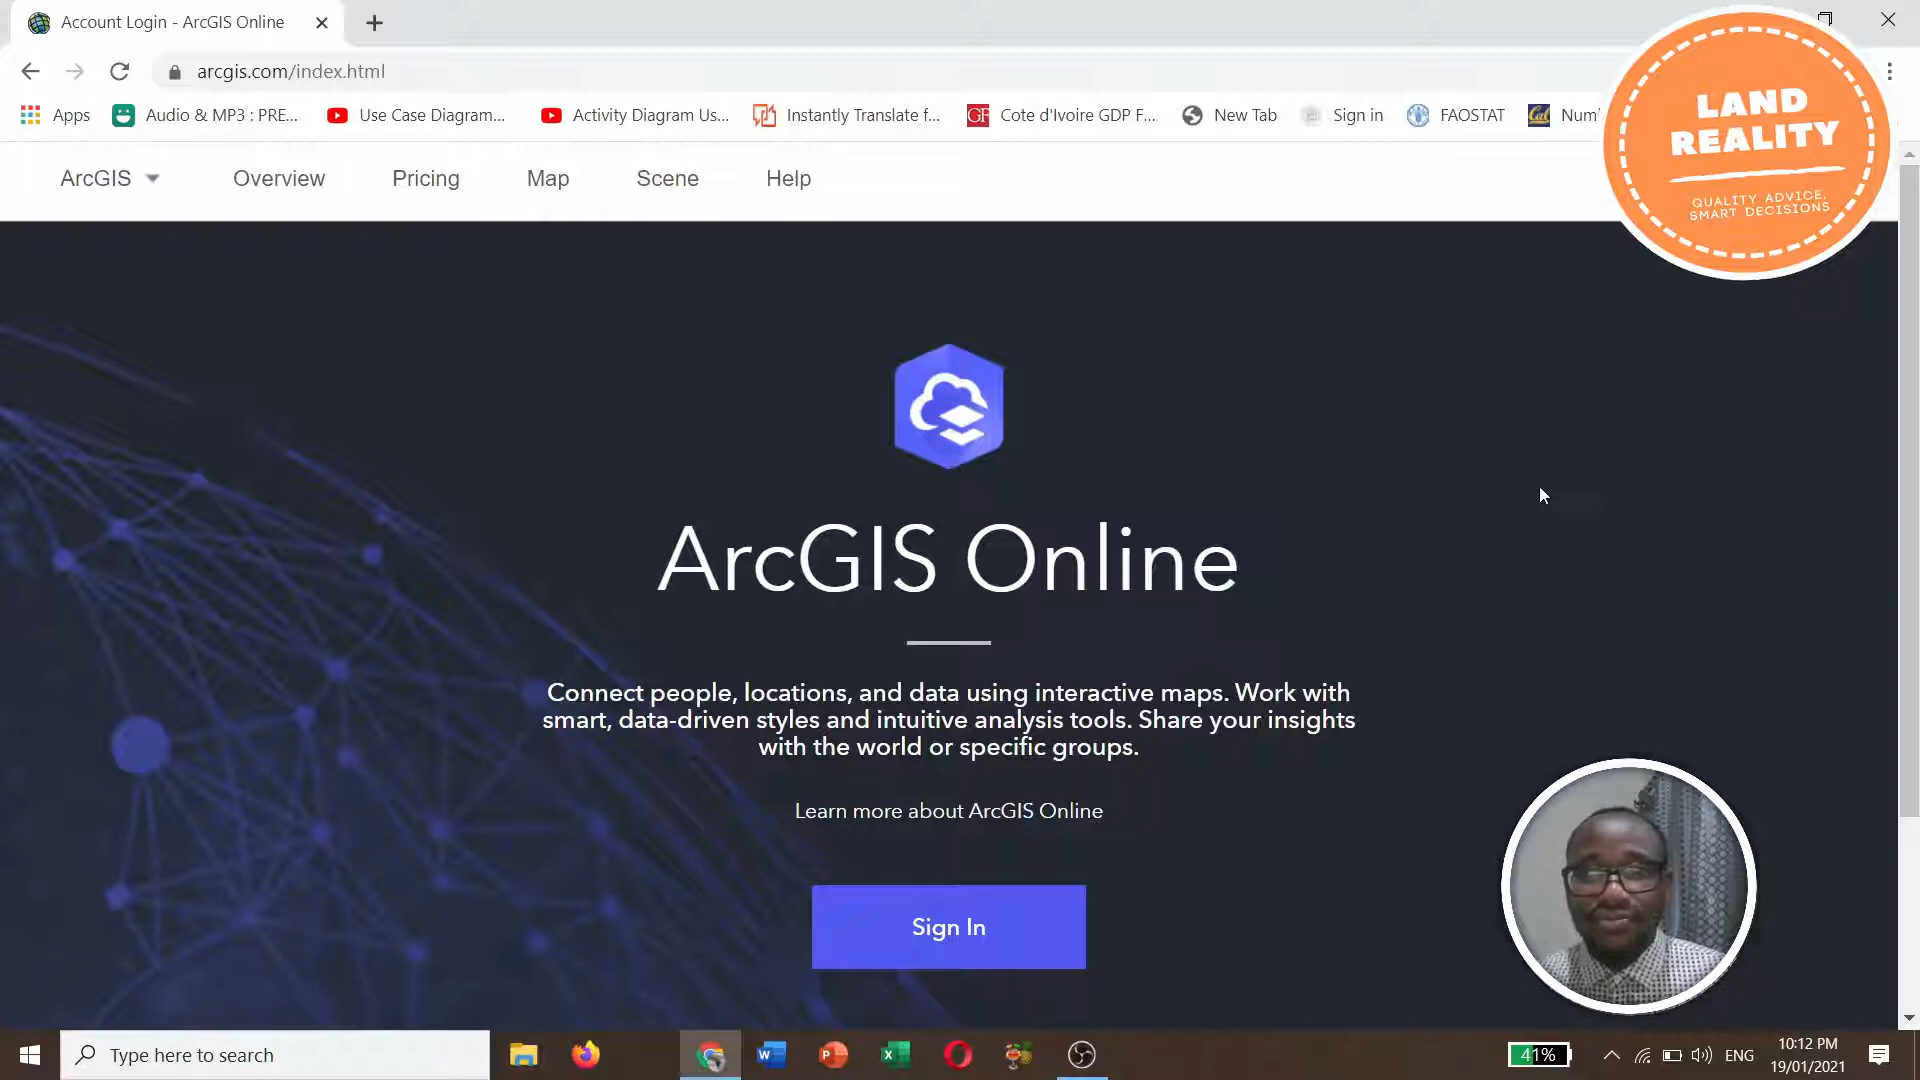 Account Login - ArcGIS Online
arcgis.com/index.html
Apps
Audio & MP3 : PRE...
Use Case Diagram...
Activity Diagram Us...
Instantly Translate f...
GF
Cote d'Ivoire GDP F...
New Tab
Sign in
FAOSTAT
Cal
LAND
REALITY
QUALITY ADVICE,
SMART DECISIONS
ArcGIS
Overview
Pricing
Map
Scene
Help
ArcGIS Online
Connect people, locations, and data using interactive maps. Work with
smart, data-driven styles and intuitive analysis tools. Share your insights
with the world or specific groups.
Learn more about ArcGIS Online
Sign In
Type here to search
41%
ENG
10:12 PM
19/01/2021